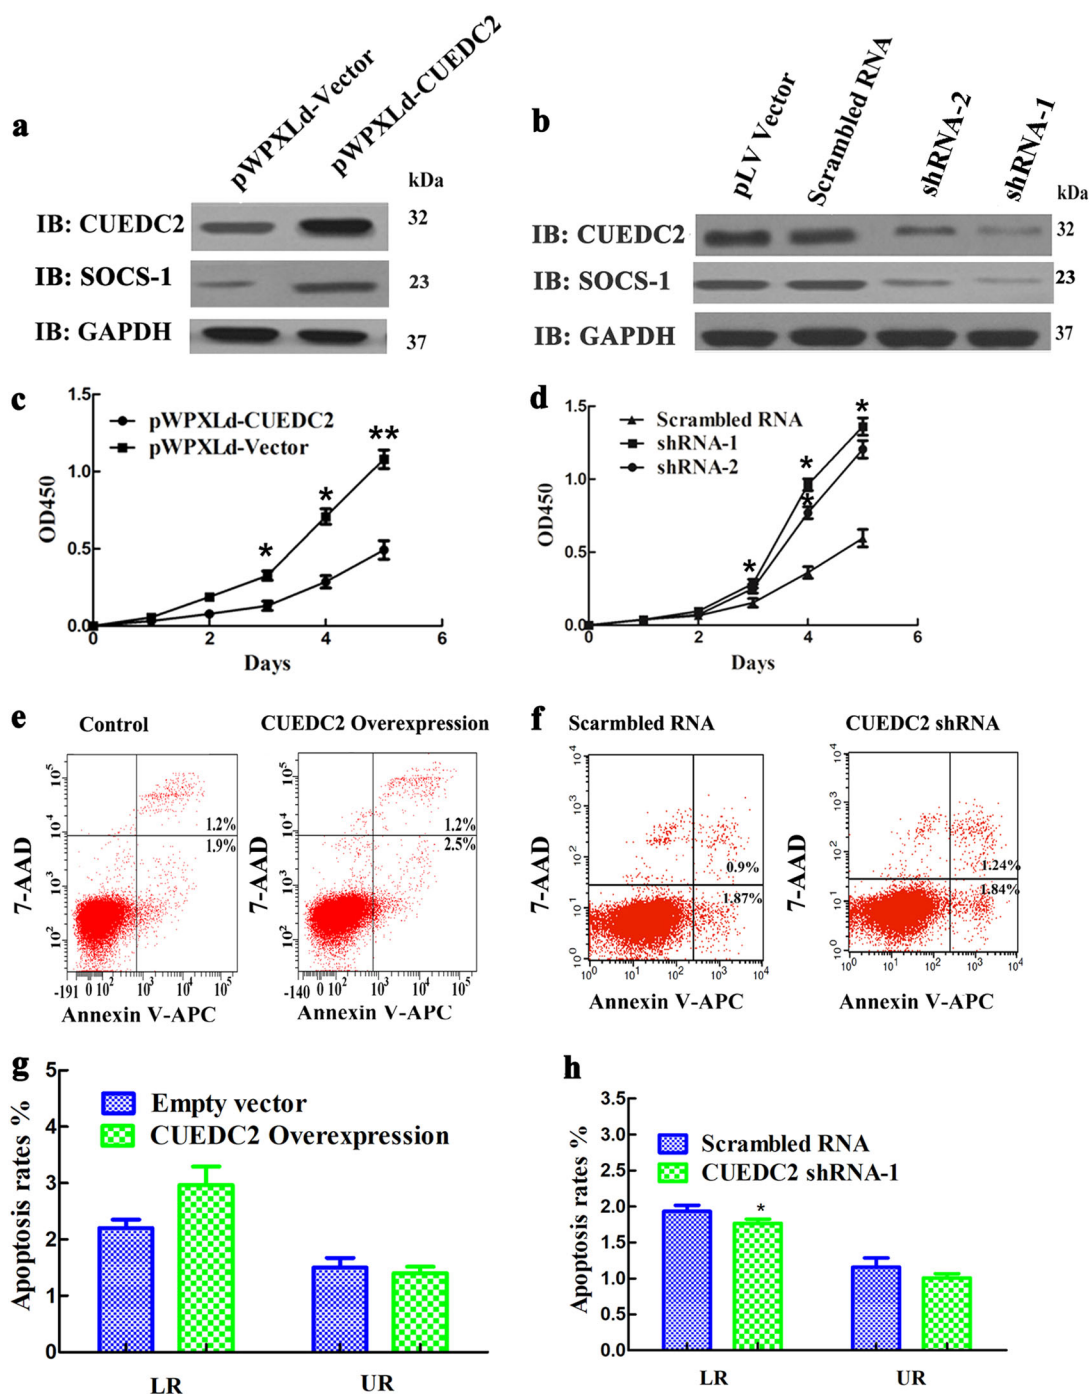 a
pWPXLd-Vector
pWPXLd-CUEDC2
kDa
IB: CUEDC2
32
IB: SOCS-1
23
IB: GAPDH
37
b
pLV Vector
Scrambled RNA
shRNA-2
shRNA-1
kDa
IB: CUEDC2
32
IB: SOCS-1
23
IB: GAPDH
37
c
pWPXLd-CUEDC2
pWPXLd-Vector
OD450
1.5
1.0
0.5
0.0
*
*
**
0 2 4 6
Days
d
Scrambled RNA
shRNA-1
shRNA-2
OD450
1.5
1.0
0.5
0.0
*
*
*
*
0 2 4 6
Days
e
Control
7-AAD
10⁵
10⁴
10³
10²
1.2%
1.9%
-191 0 10² 10³ 10⁴ 10⁵
Annexin V-APC
CUEDC2 Overexpression
7-AAD
10⁵
10⁴
10³
10²
1.2%
2.5%
-140 0 10² 10³ 10⁴ 10⁵
Annexin V-APC
f
Scarmbled RNA
7-AAD
10⁴
10³
10²
10¹
10⁰
0.9%
1.87%
10⁰ 10¹ 10² 10³ 10⁴
Annexin V-APC
CUEDC2 shRNA
7-AAD
10⁴
10³
10²
10¹
10⁰
1.24%
1.84%
10⁰ 10¹ 10² 10³ 10⁴
Annexin V-APC
g
Empty vector
CUEDC2 Overexpression
Apoptosis rates %
5
4
3
2
1
0
LR UR
h
Scrambled RNA
CUEDC2 shRNA-1
Apoptosis rates %
3.5
3.0
2.5
2.0
1.5
1.0
0.5
0.0
*
LR UR